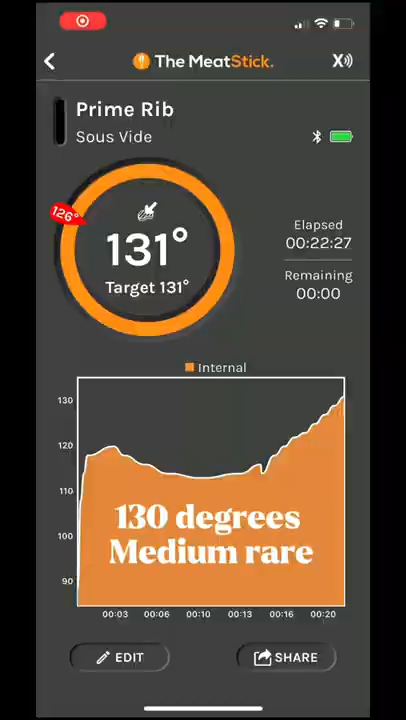 The MeatStick.
X
Prime Rib
Sous Vide
126°
131°
Target 131°
Elapsed
00:22:27
Remaining
00:00
Internal
130
120
110
100
90
130 degrees
Medium rare
00:03 00:06 00:10 00:13 00:16 00:20
EDIT SHARE